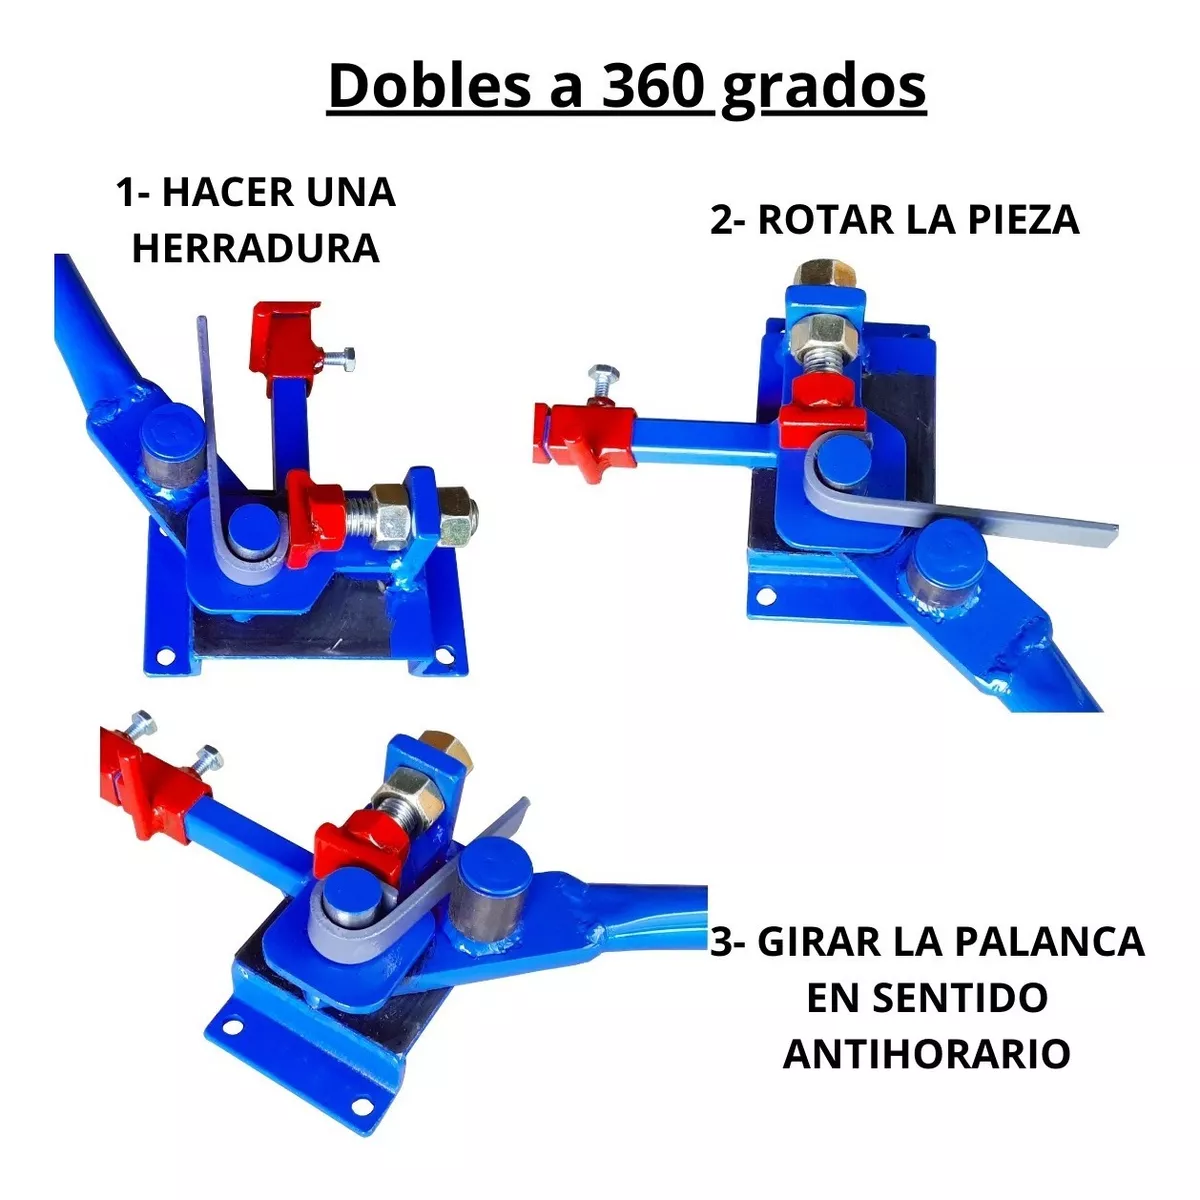 Dobles a 360 grados
1- HACER UNA
HERRADURA
2- ROTAR LA PIEZA
3- GIRAR LA PALANCA
EN SENTIDO
ANTIHORARIO